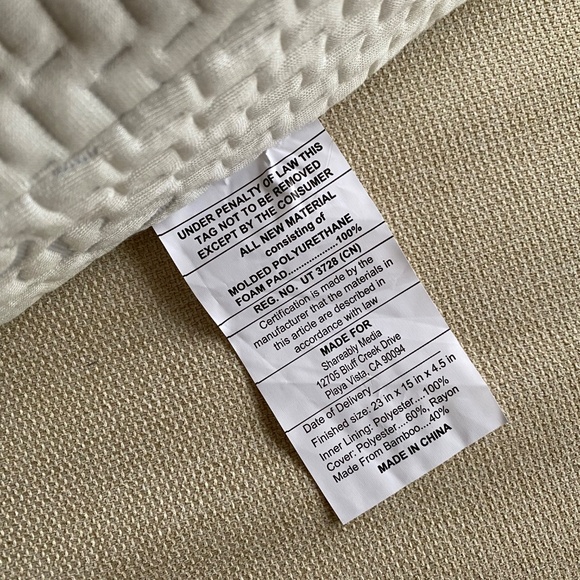 UNDER PENALTY OF LAW THIS
TAG NOT TO BE REMOVED
EXCEPT BY THE CONSUMER
ALL NEW MATERIAL
consisting of
MOLDED POLYURETHANE
FOAM PAD..................100%
REG. NO. UT 3728 (CN)
Certification is made by the
manufacturer that the materials in
this article are described in
accordance with law
MADE FOR
Shareably Media
12705 Bluff Creek Drive
Playa Vista, CA 90094
Date of Delivery
Finished size: 23 in x 15 in x 4.5 in
Inner Lining: Polyester....100%
Cover: Polyester....60%, Rayon
Made From Bamboo...40%
MADE IN CHINA